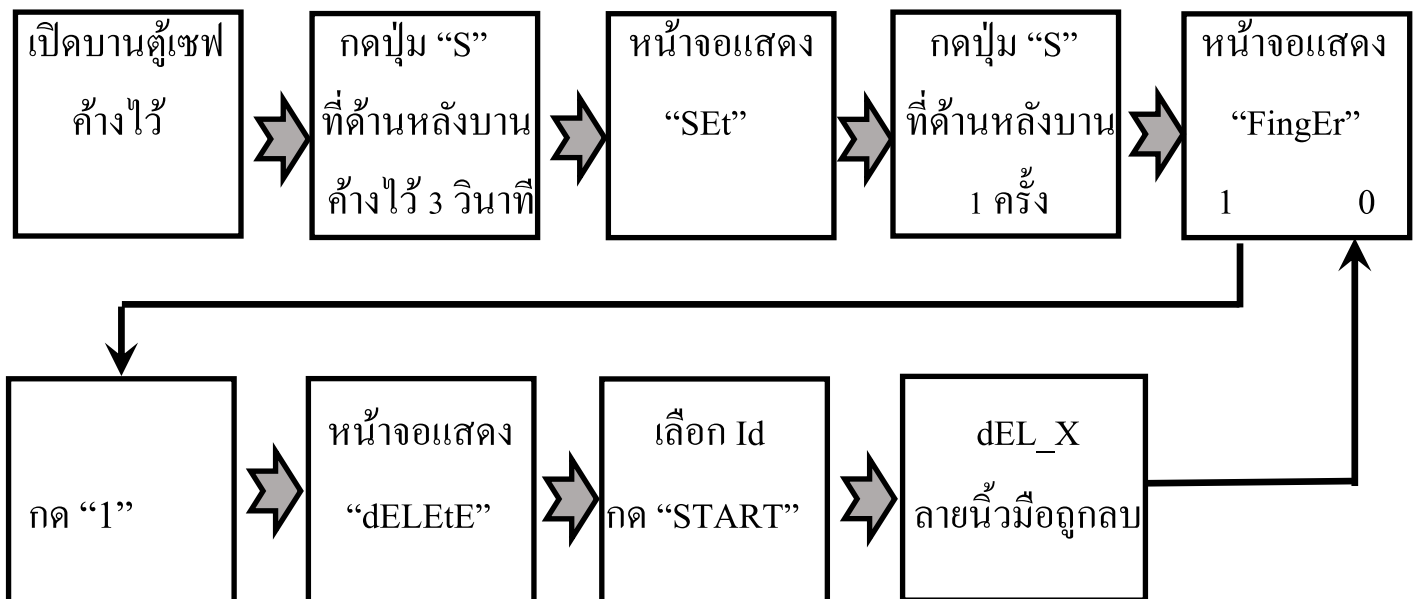 เปิดบานตู้เซฟ
ค้างไว้
กดปุ่ม “S”
ที่ด้านหลังบาน
ค้างไว้ 3 วินาที
หน้าจอแสดง
“SEt”
กดปุ่ม “S”
ที่ด้านหลังบาน
1 ครั้ง
หน้าจอแสดง
“FingEr”
1 0
กด “1”
หน้าจอแสดง
“dELEtE”
เลือก Id
กด “START”
dEL_X
ลายนิ้วมือถูกลบ